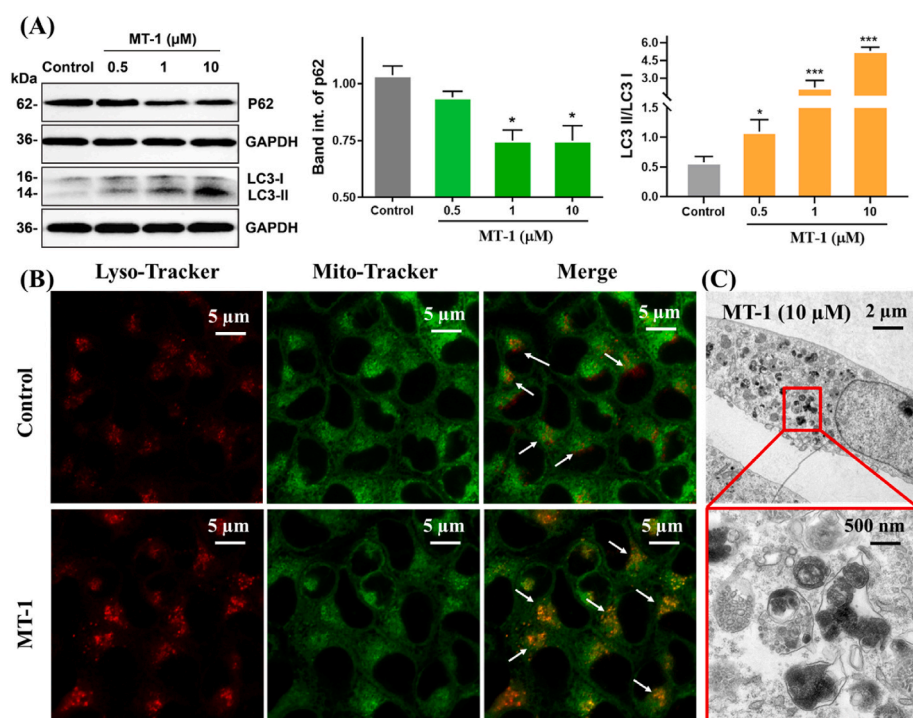 (A)
MT-1 (μM)
kDa Control 0.5 1 10
62- P62
36- GAPDH
16- LC3-I
14- LC3-II
36- GAPDH
Band int. of p62
1.00
0.75
0.50
* *
Control 0.5 1 10
MT-1 (μM)
LC3 II/LC3 I
6.0
4.5
3.0
1.5
1.0
0.5
0.0
* *** ***
Control 0.5 1 10
MT-1 (μM)
(B) Lyso-Tracker Mito-Tracker Merge
Control
5 μm 5 μm 5 μm
MT-1
5 μm 5 μm 5 μm
(C)
MT-1 (10 μM) 2 μm
500 nm